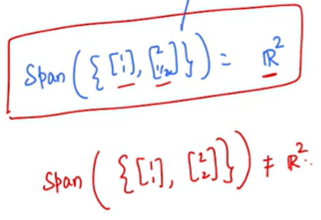 Span ({[1 1], [2 1/2]}) = ℝ²
Span ({[1 1], [2 2]}) ≠ ℝ².